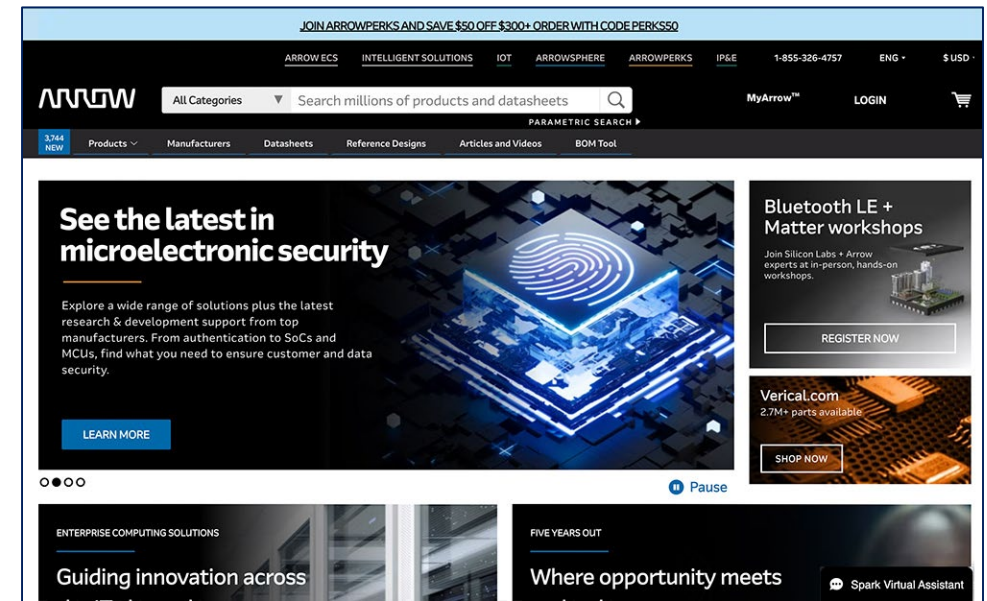 JOIN ARROWPERKS AND SAVE $50 OFF $300+ ORDER WITH CODE PERKS50
ARROW ECS INTELLIGENT SOLUTIONS IOT ARROWSPHERE ARROWPERKS IP&E 1-855-326-4757 ENG $ USD
ARROW All Categories Search millions of products and datasheets MyArrow™ LOGIN
PARAMETRIC SEARCH
3,744 NEW Products Manufacturers Datasheets Reference Designs Articles and Videos BOM Tool
See the latest in
microelectronic security
Explore a wide range of solutions plus the latest
research & development support from top
manufacturers. From authentication to SoCs and
MCUs, find what you need to ensure customer and data
security.
LEARN MORE
Bluetooth LE +
Matter workshops
Join Silicon Labs + Arrow
experts at in-person, hands-on
workshops.
REGISTER NOW
Verical.com
2.7M+ parts available
SHOP NOW
Pause
ENTERPRISE COMPUTING SOLUTIONS
Guiding innovation across
FIVE YEARS OUT
Where opportunity meets
Spark Virtual Assistant